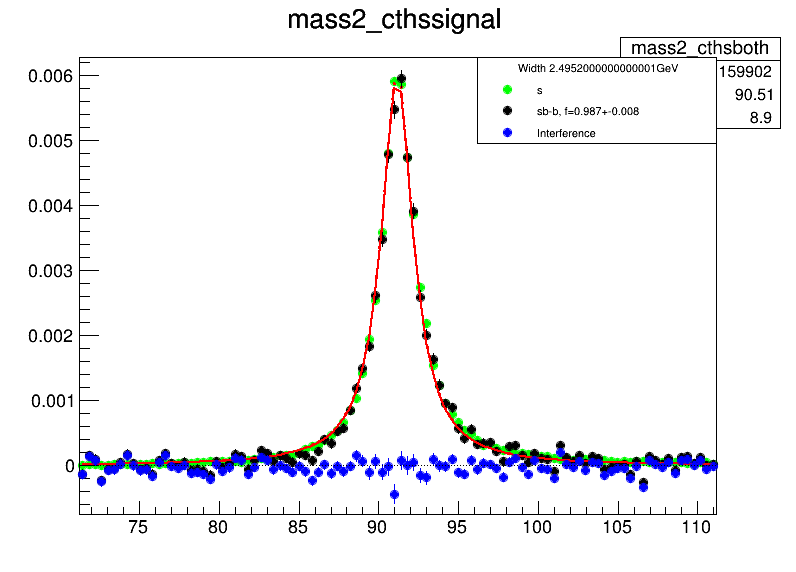 mass2_cthssignal
mass2_cthsboth
159902
90.51
8.9
Width 2.4952000000000001GeV
s
sb-b, f=0.987+-0.008
Interference
0.006
0.005
0.004
0.003
0.002
0.001
0
75 80 85 90 95 100 105 110